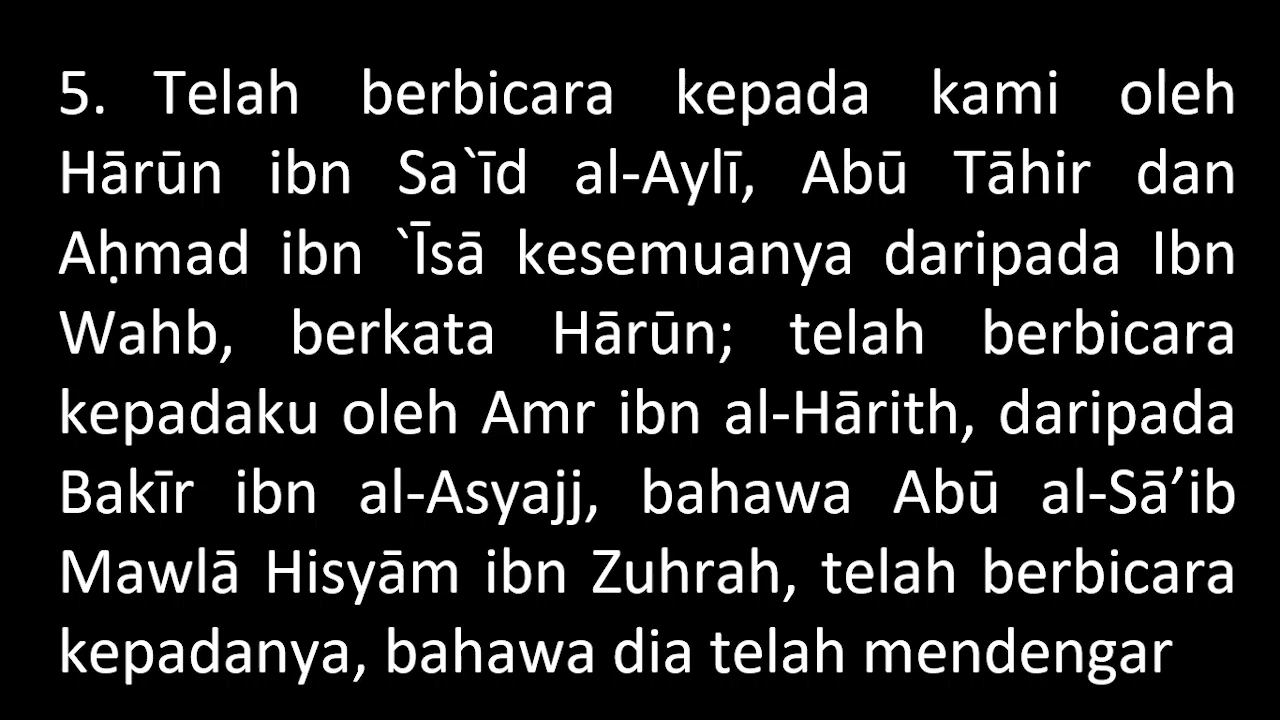 5. Telah berbicara kepada kami oleh
Hārūn ibn Sa`īd al-Aylī, Abū Tāhir dan
Aḥmad ibn `Īsā kesemuanya daripada Ibn
Wahb, berkata Hārūn; telah berbicara
kepadaku oleh Amr ibn al-Hārith, daripada
Bakīr ibn al-Asyajj, bahawa Abū al-Sā’ib
Mawlā Hisyām ibn Zuhrah, telah berbicara
kepadanya, bahawa dia telah mendengar